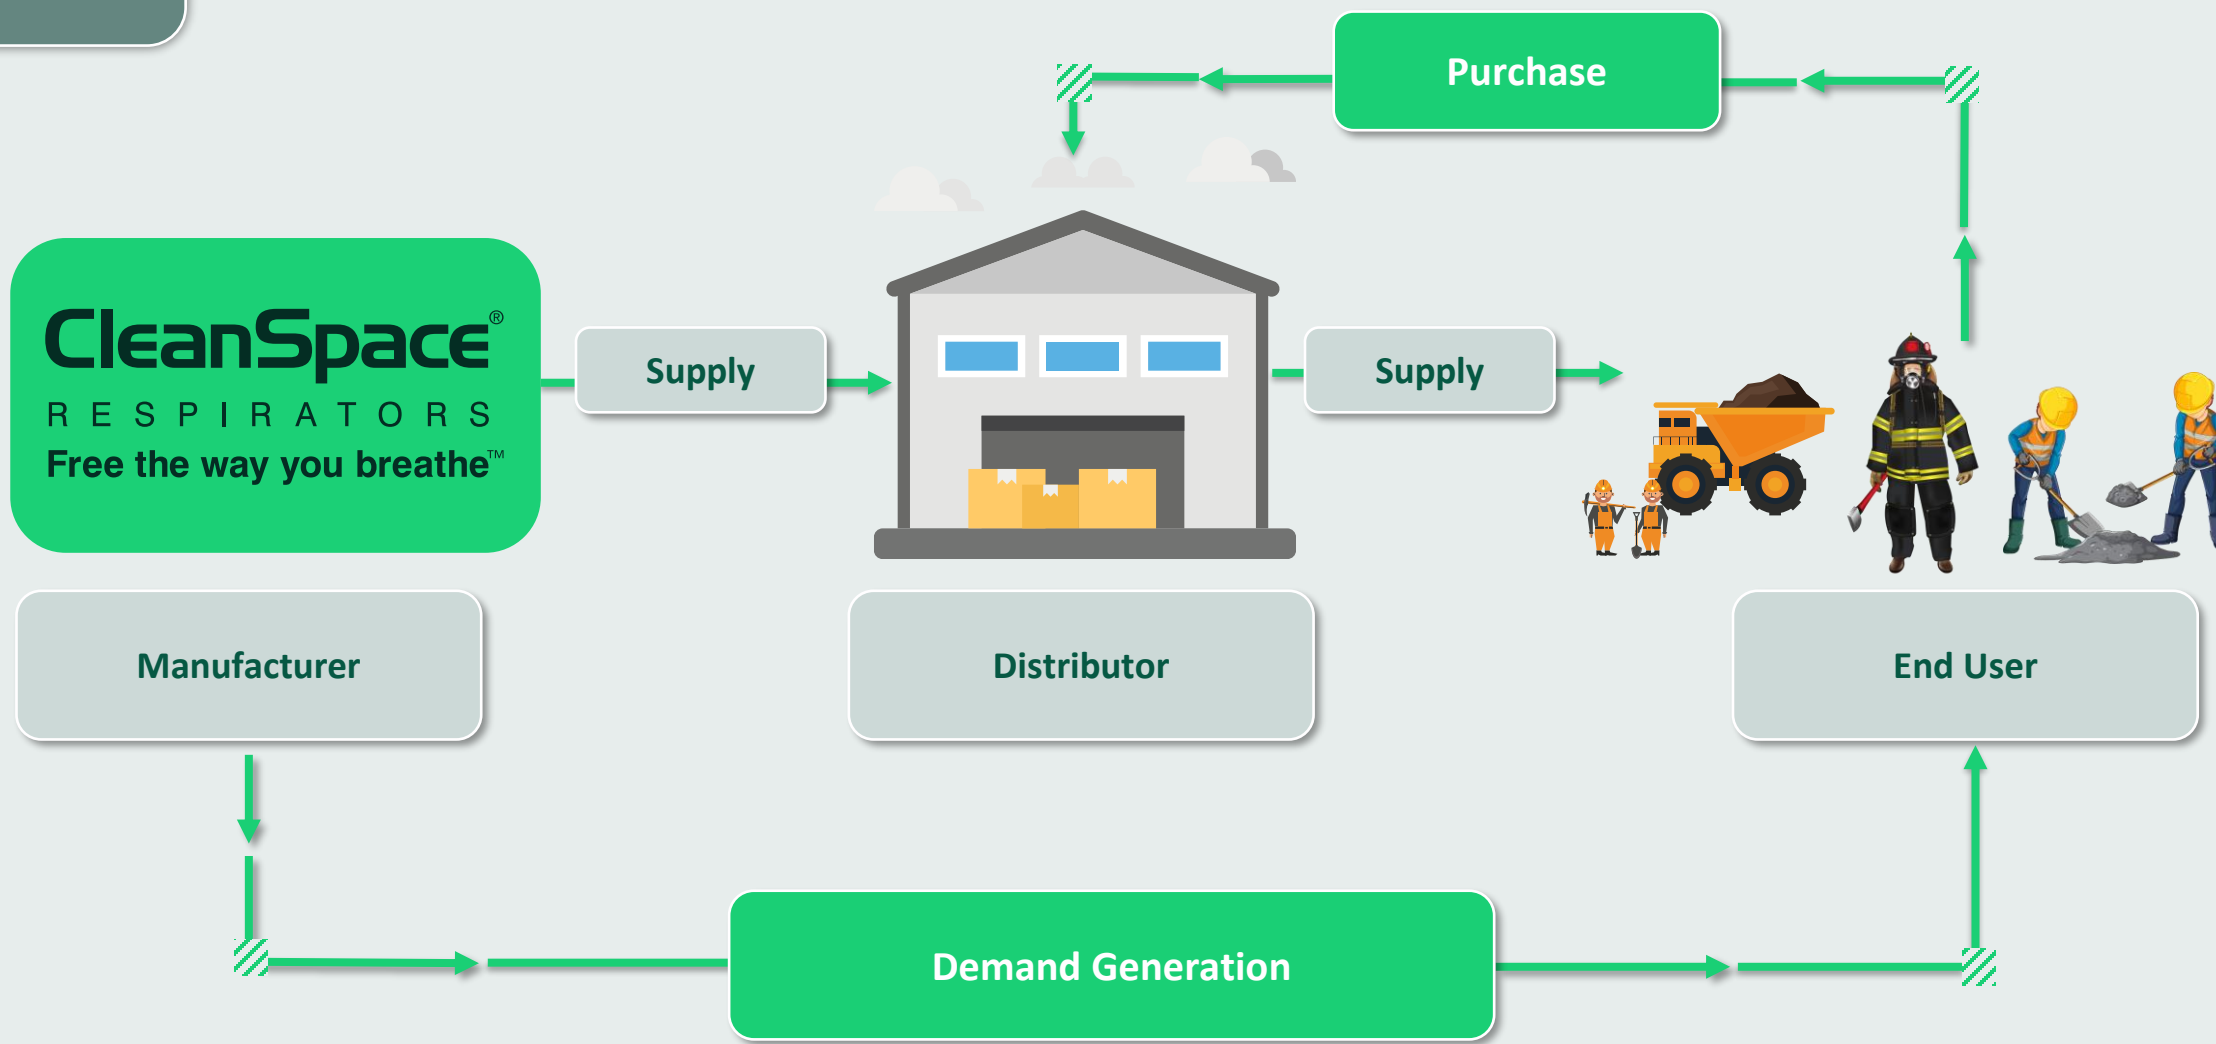 Purchase
CleanSpace®
RESPIRATORS
Free the way you breathe™
Supply
Supply
Manufacturer
Distributor
End User
Demand Generation